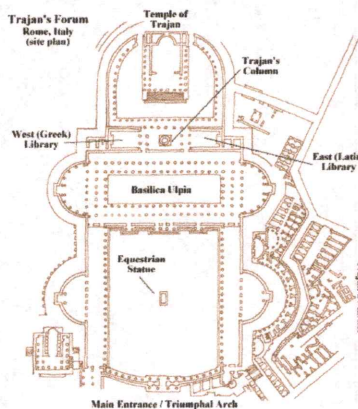 Trajan's Forum
Rome, Italy
(site plan)
Temple of
Trajan
Trajan's
Column
West (Greek)
Library
East (Lati
Library
Basilica Ulpia
Equestrian
Statue
Main Entrance / Triumphal Arch